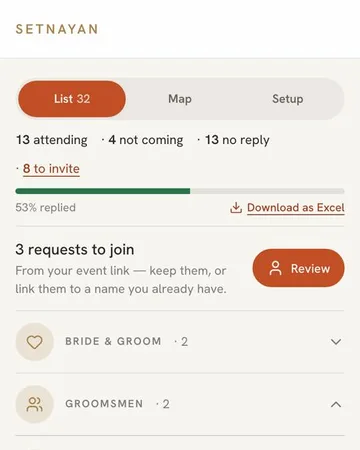 SETNAYAN
List 32 Map Setup
13 attending · 4 not coming · 13 no reply
· 8 to invite
53% replied Download as Excel
3 requests to join
From your event link — keep them, or
link them to a name you already have.
Review
BRIDE & GROOM · 2
GROOMSMEN · 2